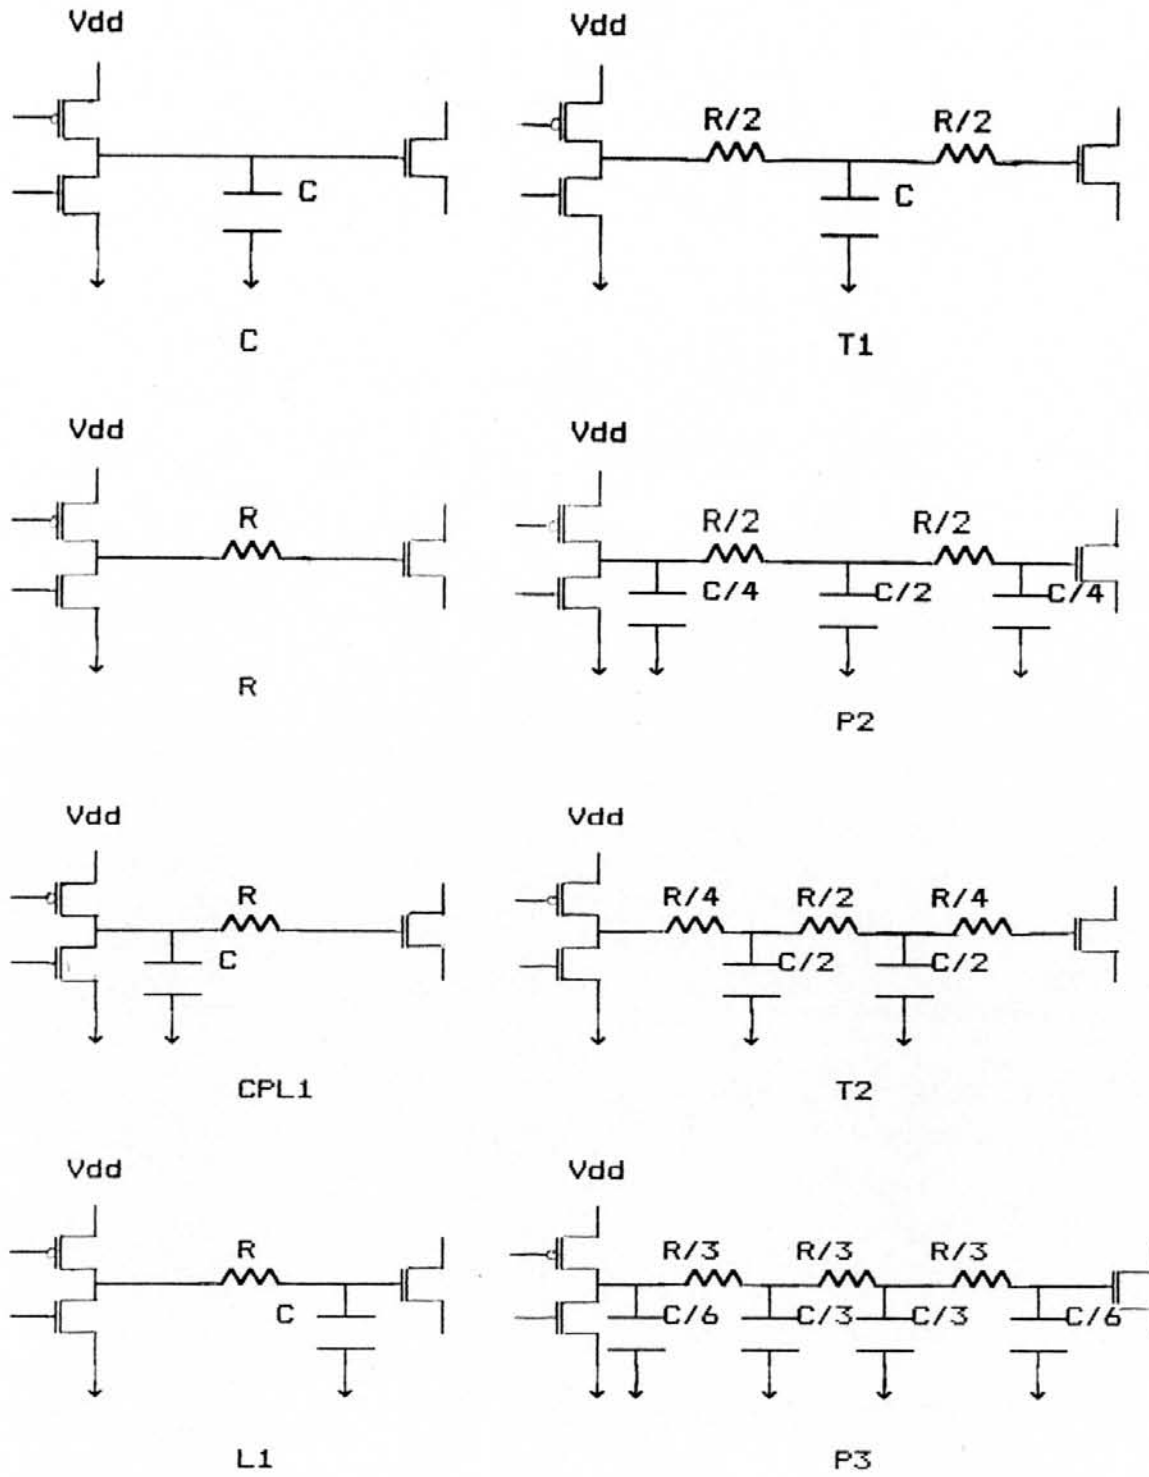 Vdd
Vdd
C
R/2
R/2
C
C
T1
Vdd
Vdd
R
R/2
R/2
C/4
C/2
C/4
R
P2
Vdd
Vdd
R
R/4
R/2
R/4
C
C/2
C/2
CPL1
T2
Vdd
Vdd
R
R/3
R/3
R/3
C
C/6
C/3
C/3
C/6
L1
P3